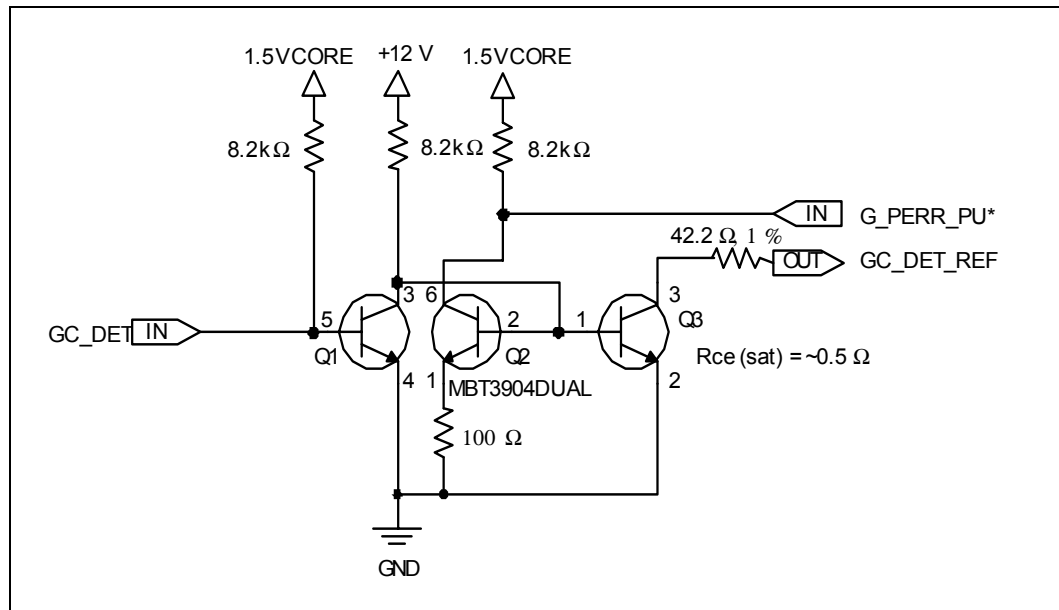 1.5VCORE +12 V 1.5VCORE
8.2kΩ 8.2kΩ 8.2kΩ
IN G_PERR_PU*
42.2 Ω, 1 %
OUT GC_DET_REF
3 6 3
GC_DET IN 5 2 1 Q3
Q1 Q2 Rce (sat) = ~0.5 Ω
4 1 2
MBT3904DUAL
100 Ω
GND